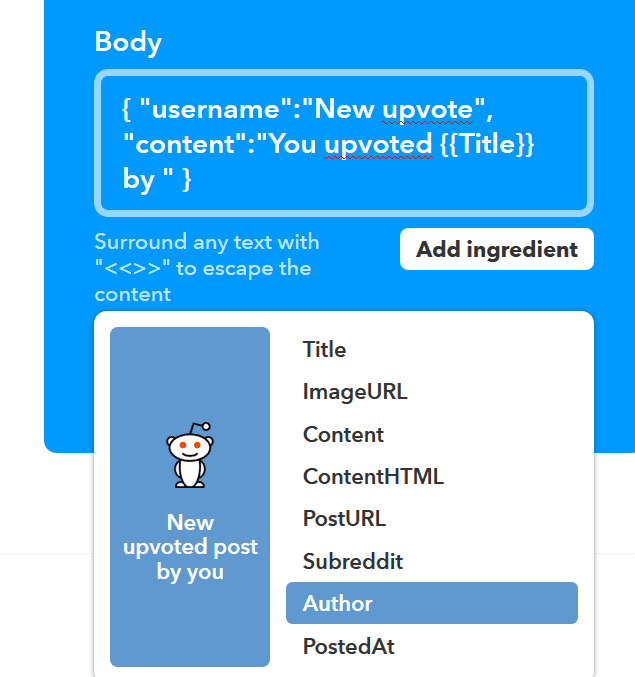 Body
{ "username":"New upvote",
"content":"You upvoted {{Title}}
by " }
Surround any text with
"<<>>" to escape the
content
Add ingredient
New
upvoted post
by you
Title
ImageURL
Content
ContentHTML
PostURL
Subreddit
Author
PostedAt